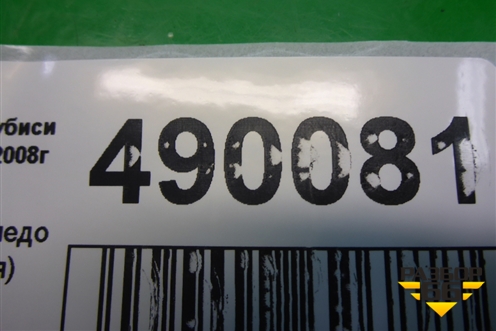 убиси
2008г
490081
ледо
я)